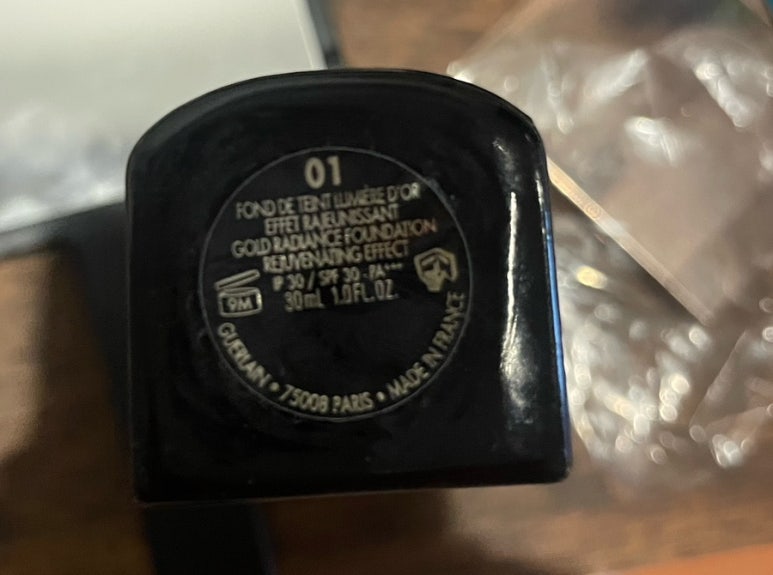 01
FOND DE TEINT LUMIÈRE D'OR
EFFET RAJEUNISSANT
GOLD RADIANCE FOUNDATION
REJUVENATING EFFECT
IP 30 / SPF 30 - PA+++
30 mL 1.0 FL. OZ.
9M
GUERLAIN • 75008 PARIS • MADE IN FRANCE